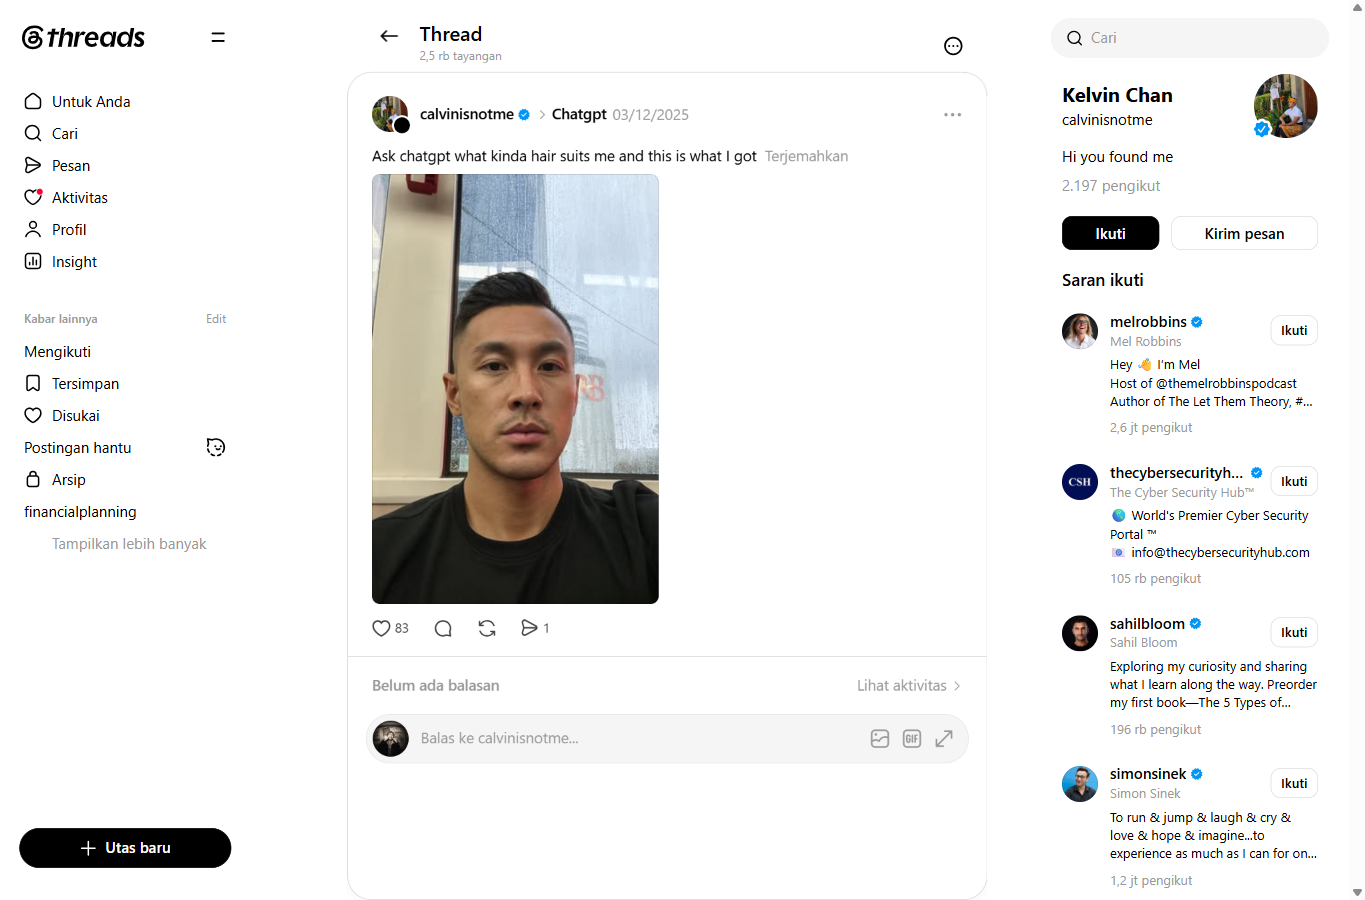 threads
Untuk Anda
Cari
Pesan
Aktivitas
Profil
Insight
Kabar lainnya
Edit
Mengikuti
Tersimpan
Disukai
Postingan hantu
Arsip
financialplanning
Tampilkan lebih banyak
Utas baru
Thread
2,5 rb tayangan
calvinisnotme > Chatgpt 03/12/2025
Ask chatgpt what kinda hair suits me and this is what I got Terjemahkan
83
1
Belum ada balasan
Lihat aktivitas
Balas ke calvinisnotme...
GIF
Cari
Kelvin Chan
calvinisnotme
Hi you found me
2.197 pengikut
Ikuti
Kirim pesan
Saran ikuti
melrobbins
Mel Robbins
Ikuti
Hey 👋 I'm Mel
Host of @themelrobbinspodcast
Author of The Let Them Theory, #...
2,6 jt pengikut
CSH
thecybersecurityh...
The Cyber Security Hub™
Ikuti
🌏 World's Premier Cyber Security
Portal ™
📧 info@thecybersecurityhub.com
105 rb pengikut
sahilbloom
Sahil Bloom
Ikuti
Exploring my curiosity and sharing
what I learn along the way. Preorder
my first book—The 5 Types of...
196 rb pengikut
simonsinek
Simon Sinek
Ikuti
To run & jump & laugh & cry &
love & hope & imagine...to
experience as much as I can for on...
1,2 jt pengikut